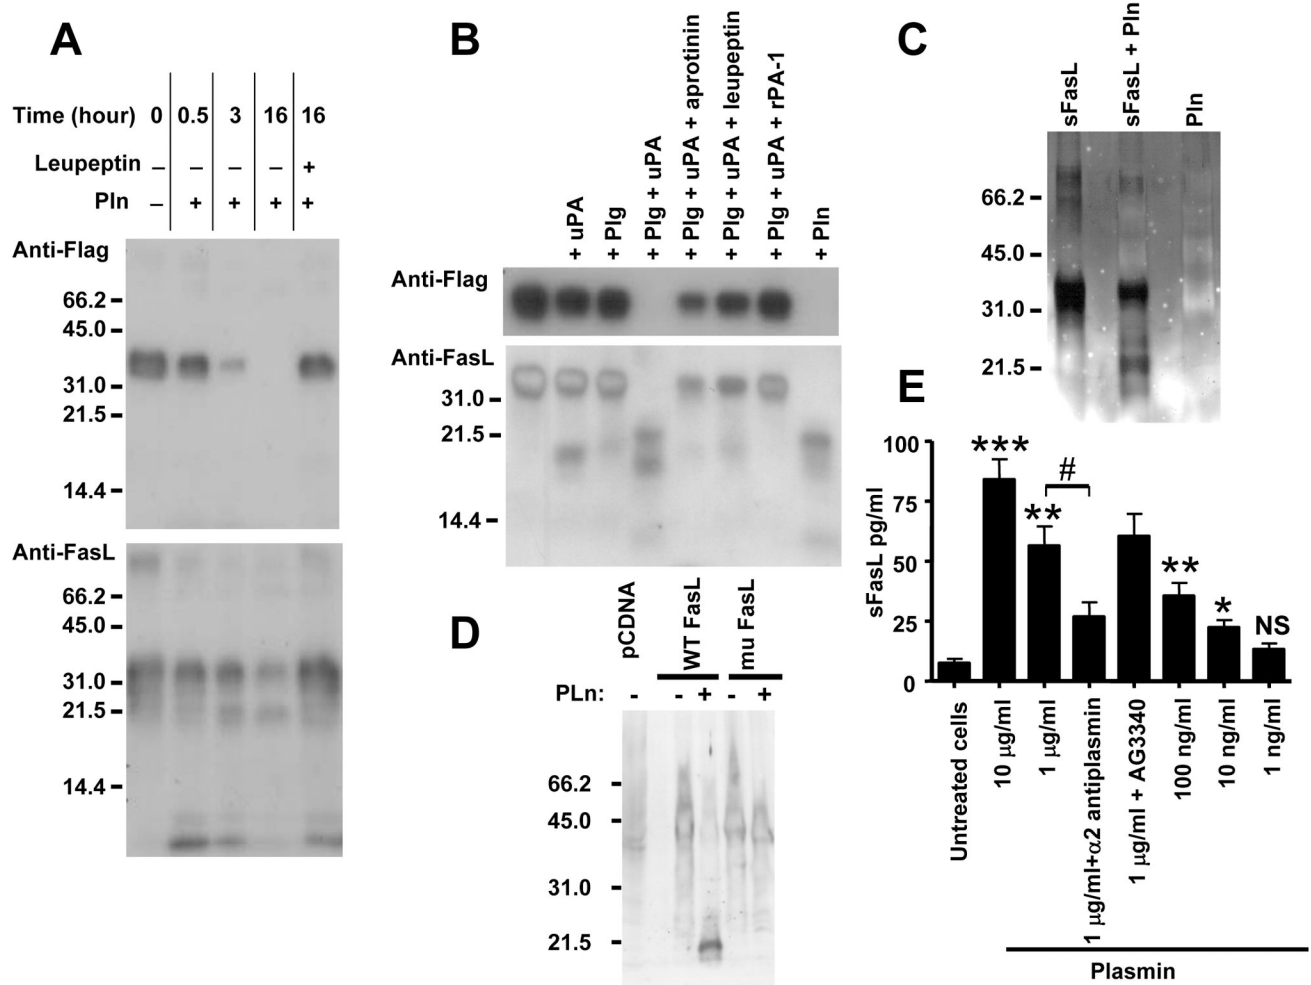 A
Time (hour) 0 0.5 3 16 16
Leupeptin – – – – +
Pln – + + + +
Anti-Flag
66.2
45.0
31.0
21.5
14.4
Anti-FasL
66.2
45.0
31.0
21.5
14.4
B
+ uPA
+ Plg
+ Plg + uPA
+ Plg + uPA + aprotinin
+ Plg + uPA + leupeptin
+ Plg + uPA + rPA-1
+ Pln
Anti-Flag
Anti-FasL
31.0
21.5
14.4
C
sFasL
sFasL + Pln
Pln
66.2
45.0
31.0
21.5
D
pCDNA
WT FasL
mu FasL
PLn: - - + - +
66.2
45.0
31.0
21.5
E
sFasL pg/ml
100
75
50
25
0
***
**
#
**
*
NS
Untreated cells
10 µg/ml
1 µg/ml
1 µg/ml+α2 antiplasmin
1 µg/ml + AG3340
100 ng/ml
10 ng/ml
1 ng/ml
Plasmin